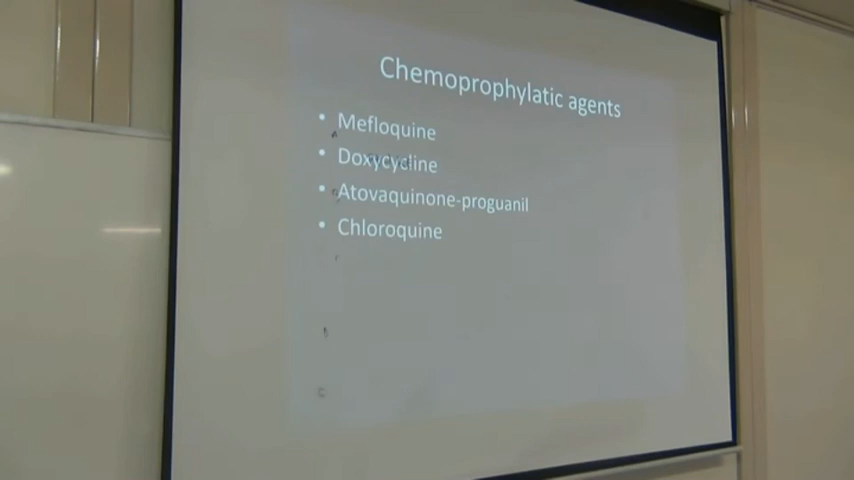 Chemoprophylatic agents
• Mefloquine
• Doxycycline
• Atovaquinone-proguanil
• Chloroquine